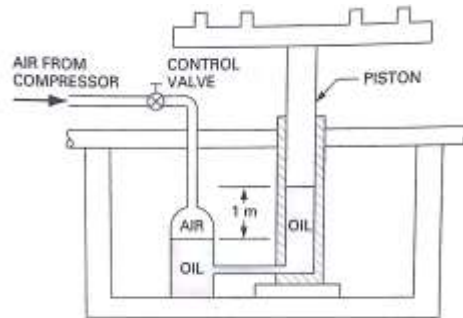 AIR FROM
COMPRESSOR
CONTROL
VALVE
PISTON
1 m
AIR
OIL
OIL